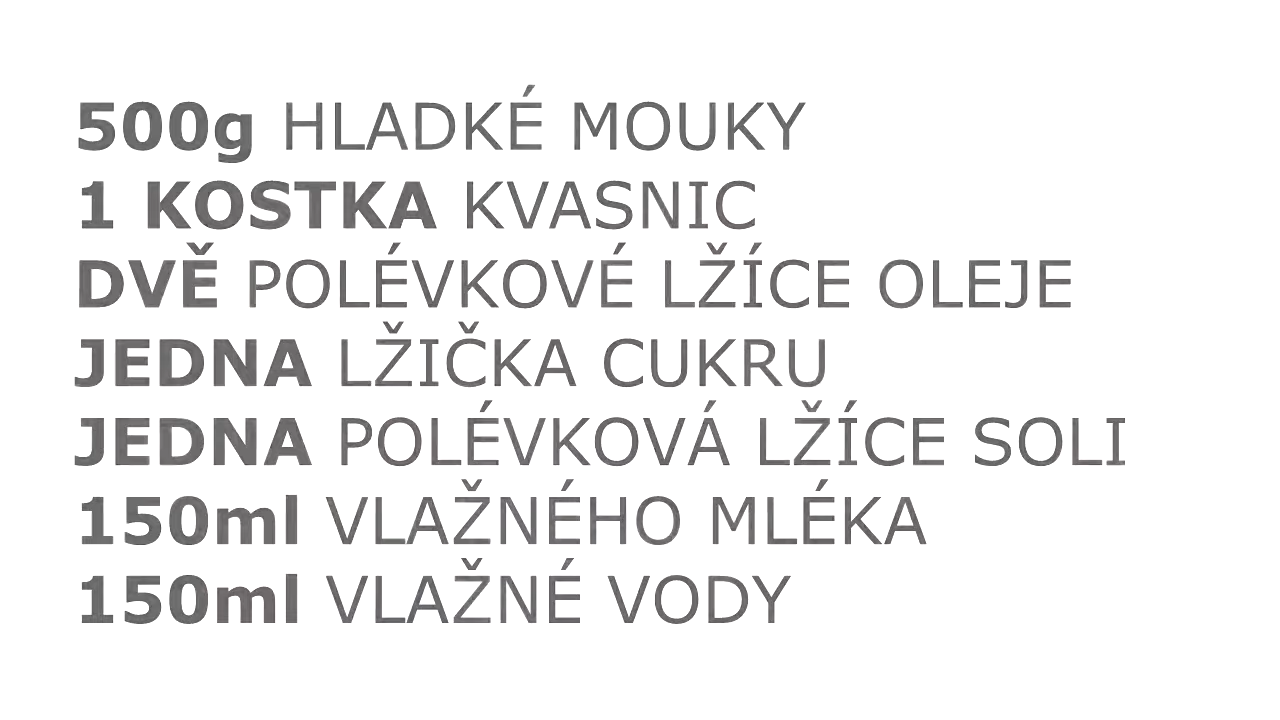 500g HLADKÉ MOUKY
1 KOSTKA KVASNIC
DVĚ POLÉVKOVÉ LŽÍCE OLEJE
JEDNA LŽIČKA CUKRU
JEDNA POLÉVKOVÁ LŽÍCE SOLI
150ml VLAŽNÉHO MLÉKA
150ml VLAŽNÉ VODY